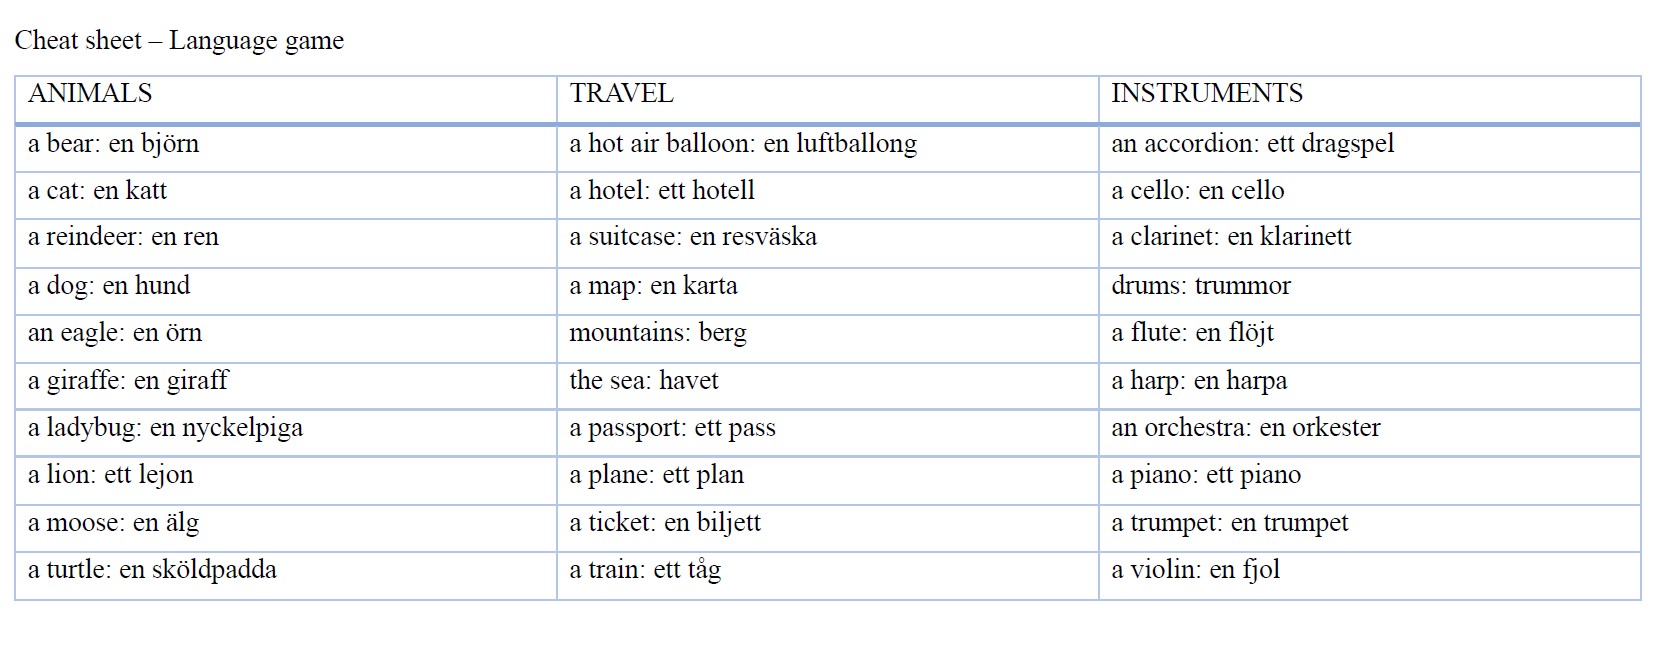 Cheat sheet – Language game
ANIMALS TRAVEL INSTRUMENTS
a bear: en björn a hot air balloon: en luftballong an accordion: ett dragspel
a cat: en katt a hotel: ett hotell a cello: en cello
a reindeer: en ren a suitcase: en resväska a clarinet: en klarinett
a dog: en hund a map: en karta drums: trummor
an eagle: en örn mountains: berg a flute: en flöjt
a giraffe: en giraff the sea: havet a harp: en harpa
a ladybug: en nyckelpiga a passport: ett pass an orchestra: en orkester
a lion: ett lejon a plane: ett plan a piano: ett piano
a moose: en älg a ticket: en biljett a trumpet: en trumpet
a turtle: en sköldpadda a train: ett tåg a violin: en fjol